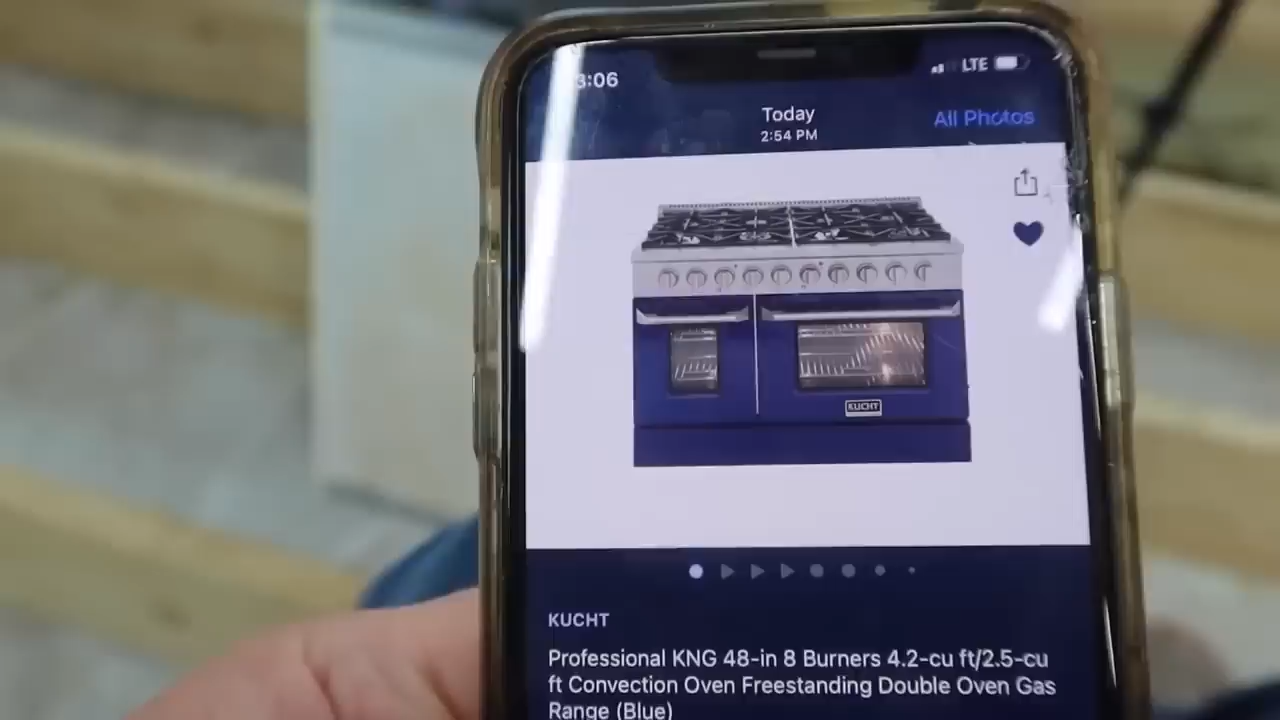 3:06
LTE
Today
All Photos
2:54 PM
KUCHT
KUCHT
Professional KNG 48-in 8 Burners 4.2-cu ft/2.5-cu
ft Convection Oven Freestanding Double Oven Gas
Range (Blue)